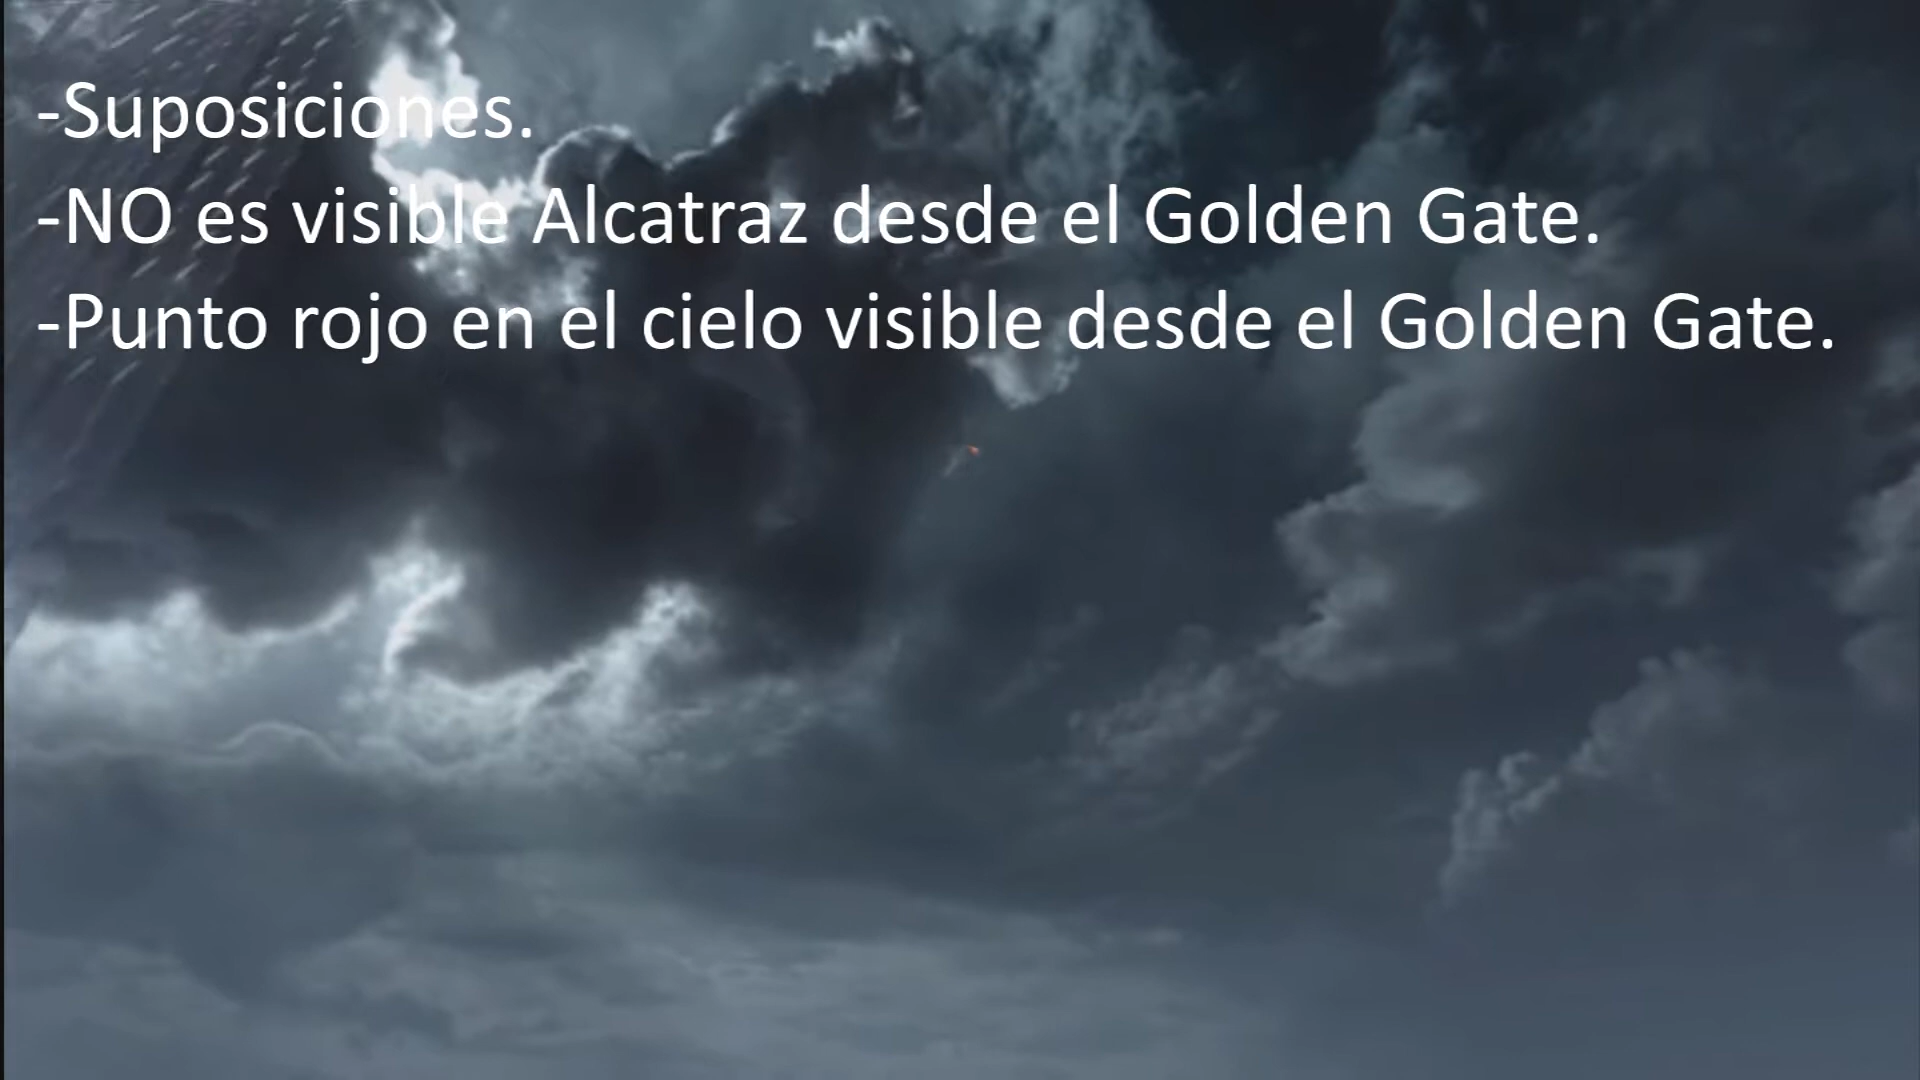 -Suposiciones.
-NO es visible Alcatraz desde el Golden Gate.
-Punto rojo en el cielo visible desde el Golden Gate.